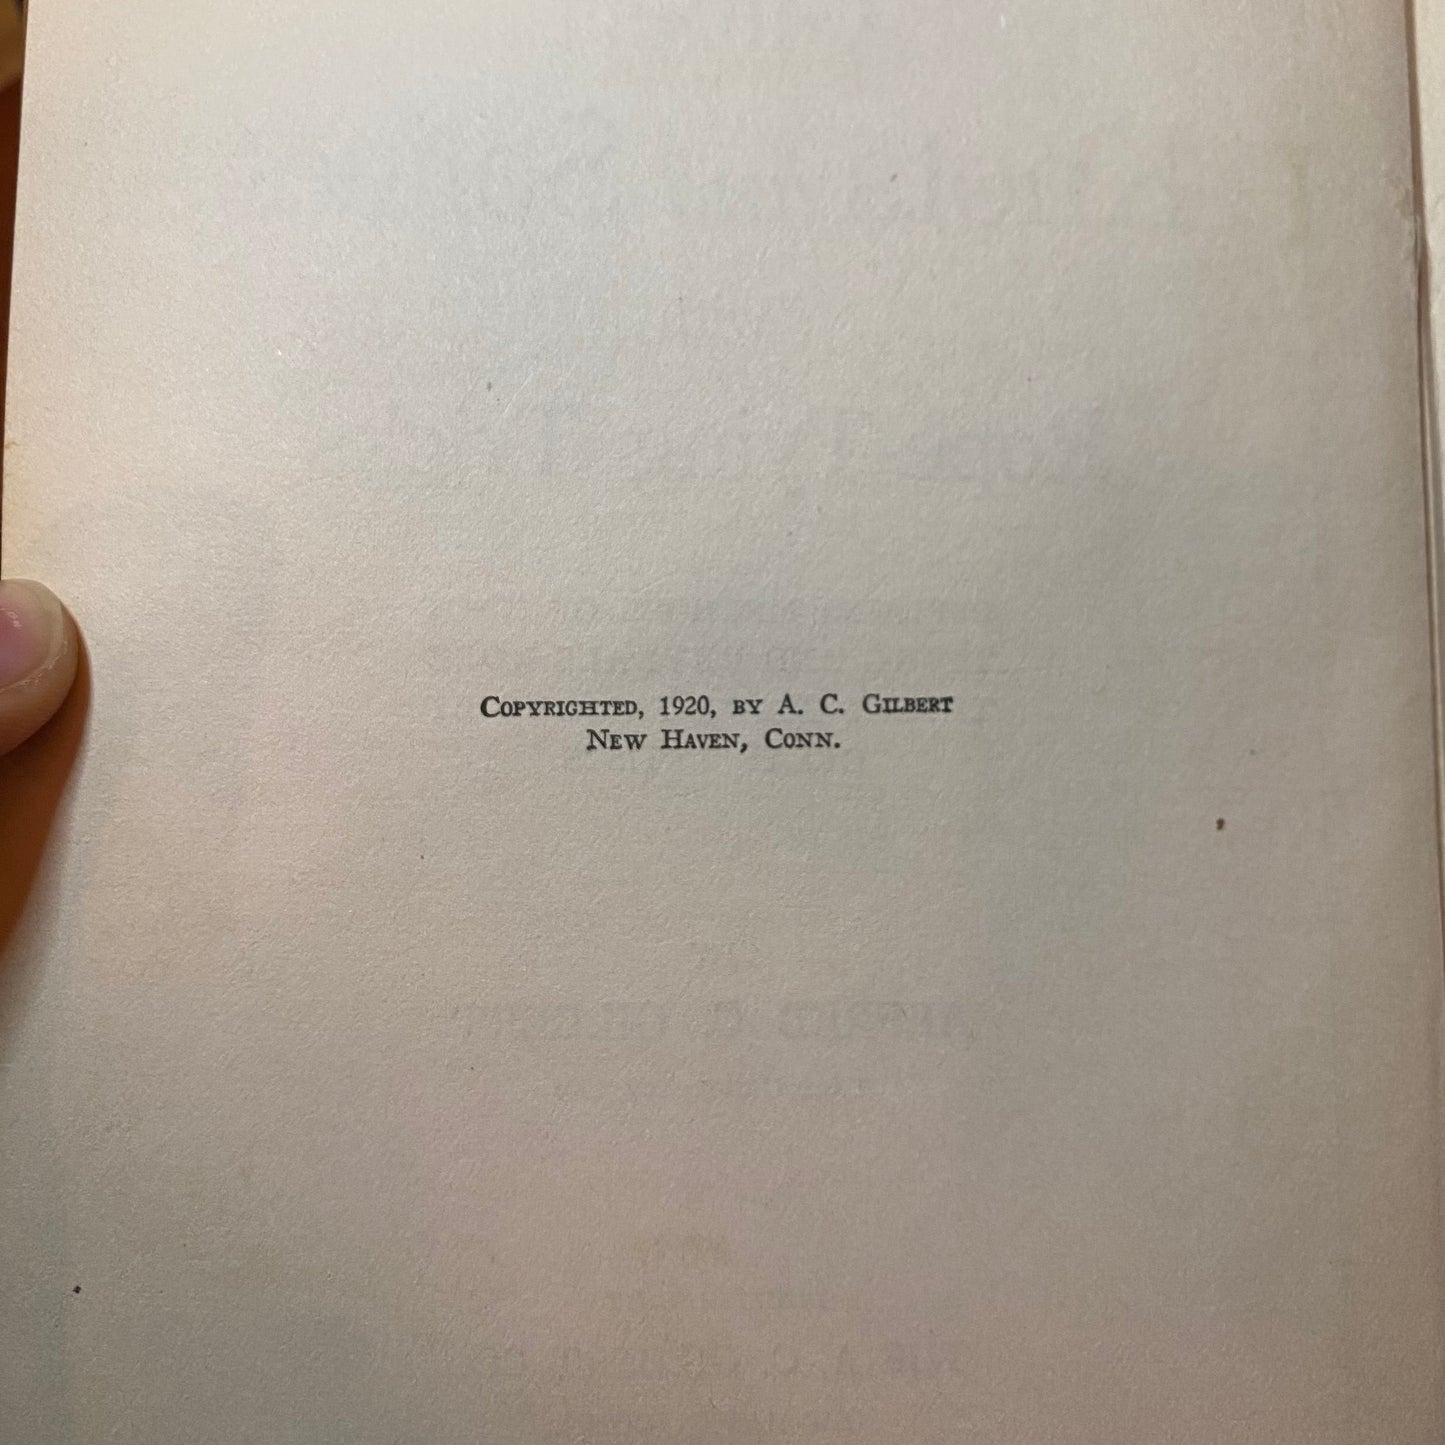 Copyrighted, 1920, by A. C. Gilbert
New Haven, Conn.